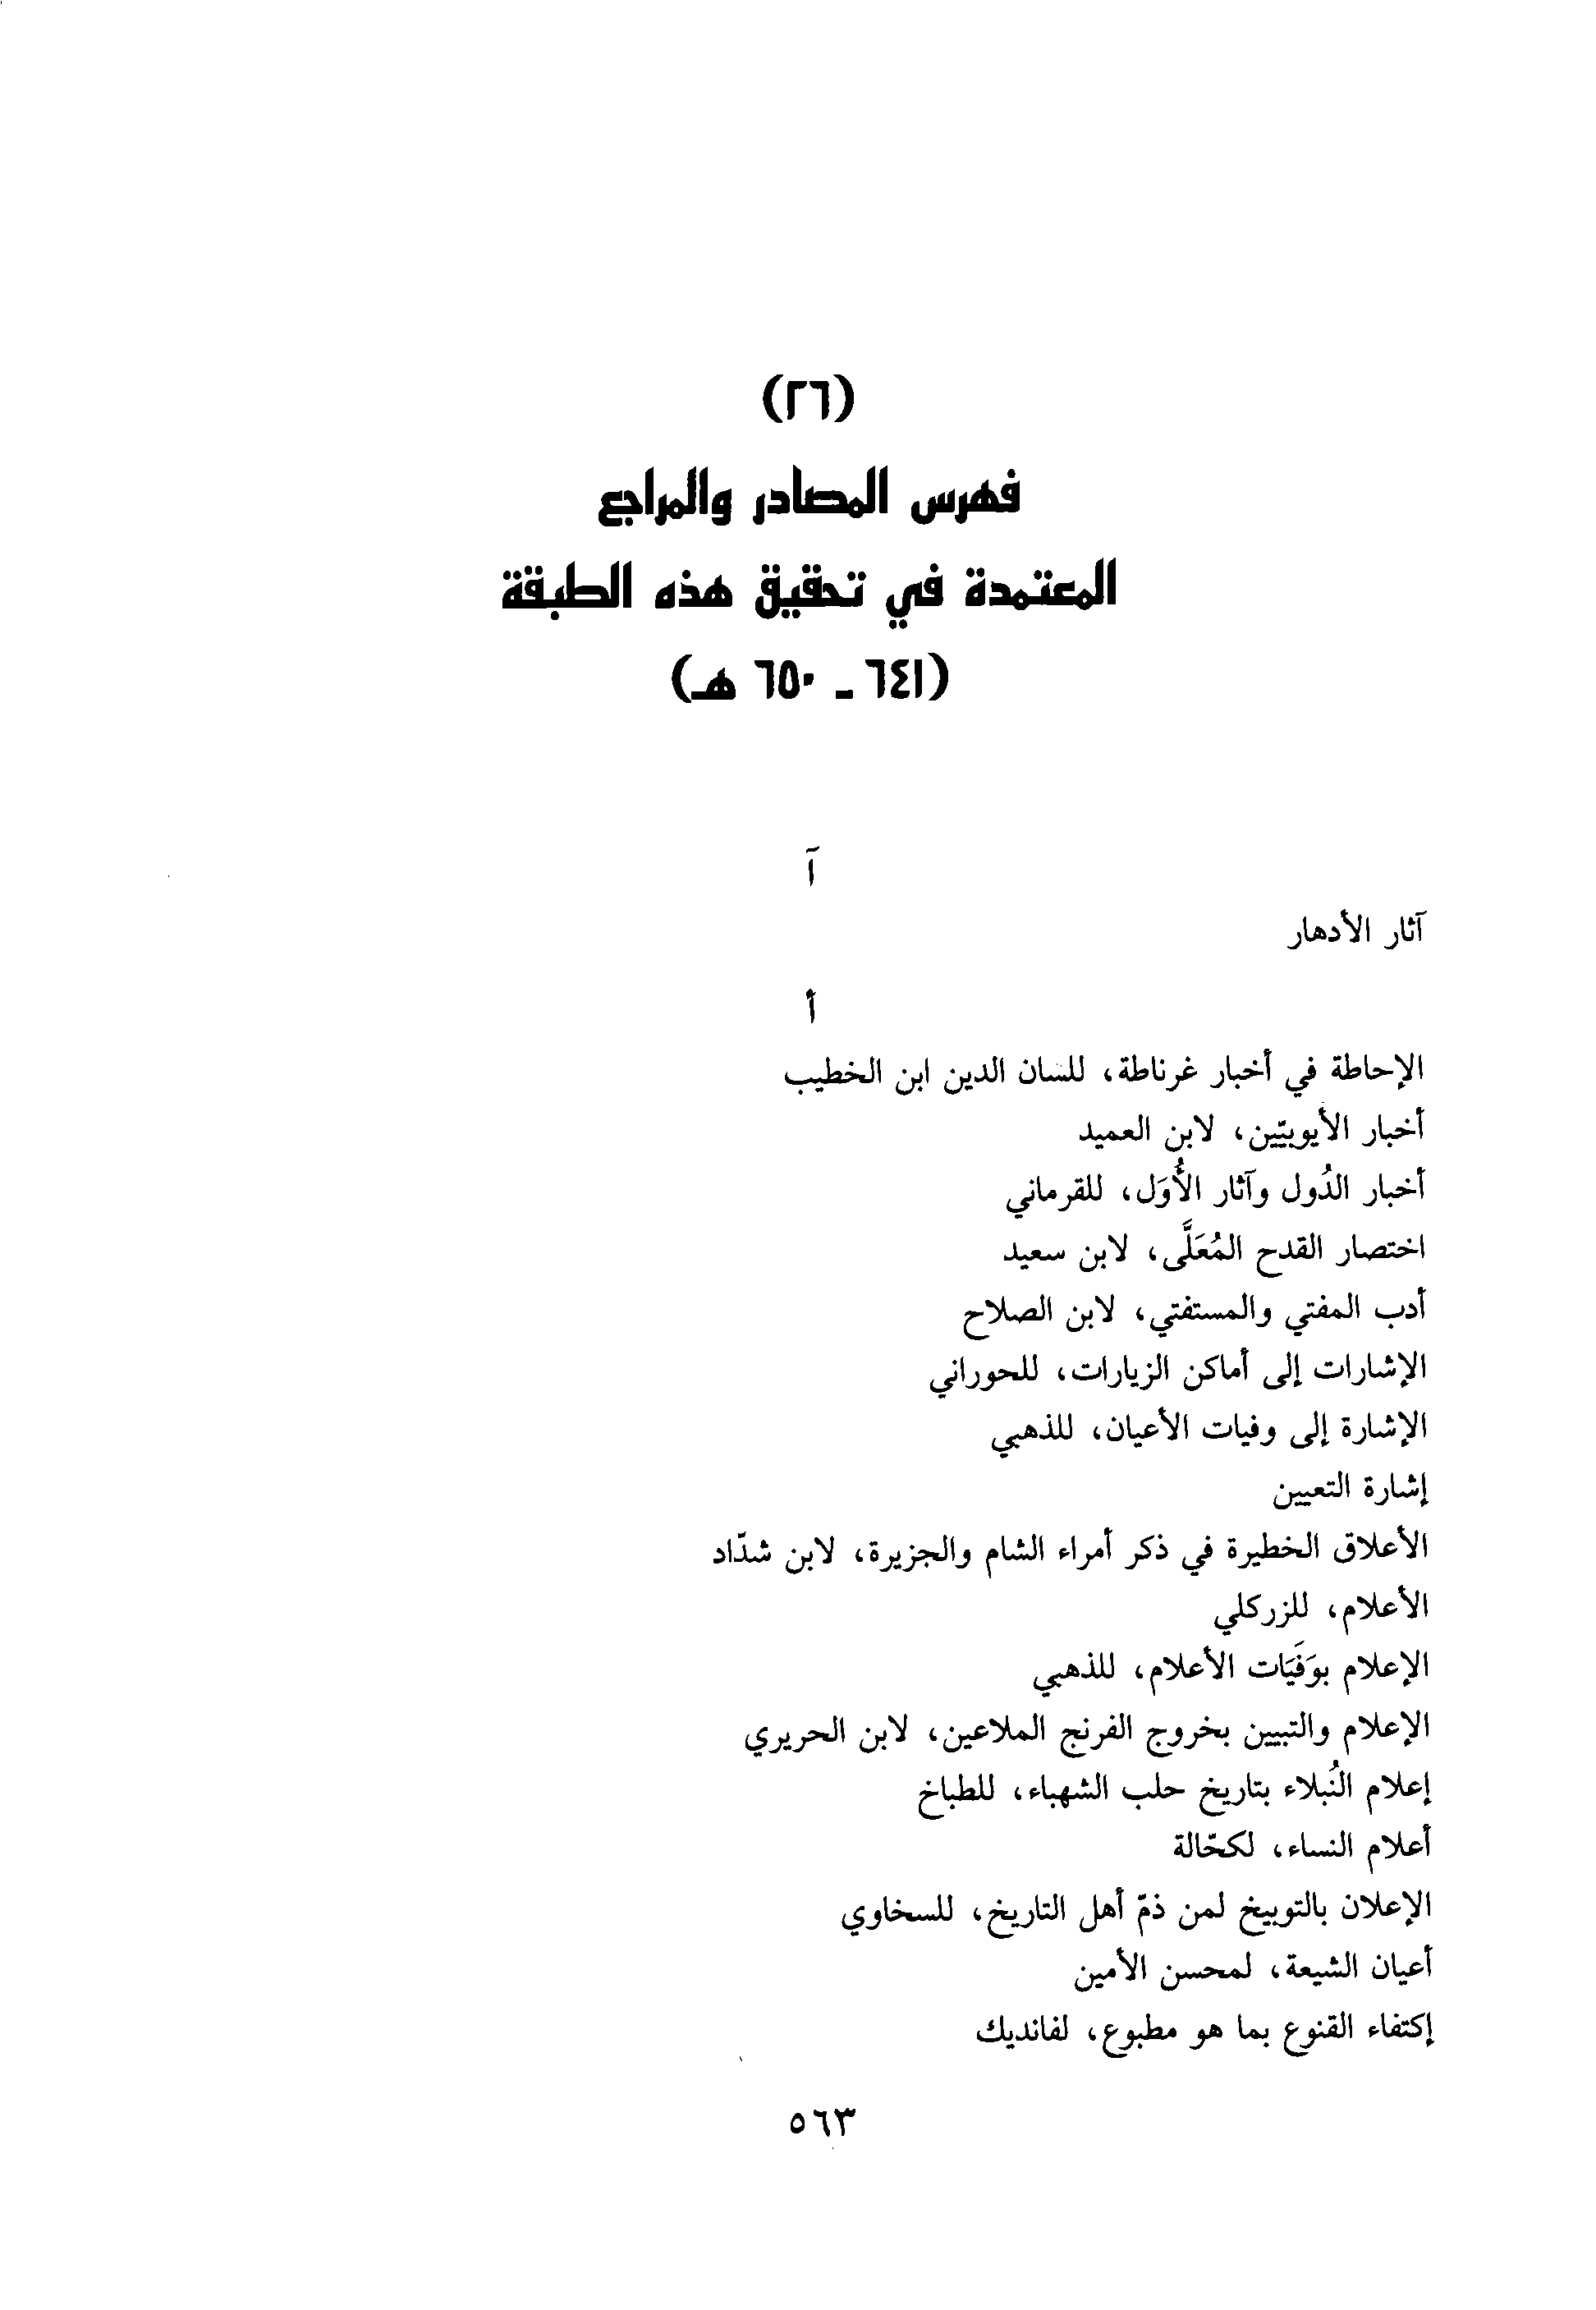 (٢٦)
فهرس المصادر والمراجع
المعتمدة في تحقيق هذه الطبقة
(٦٤١ - ٦٥٠ هـ)
آ
آثار الأدهار
أ
الإحاطة في أخبار غرناطة، للسان الدين ابن الخطيب
أخبار الأيوبيّين، لابن العميد
أخبار الدُول وآثار الأُوَل، للقرماني
اختصار القدح المُعَلَّى، لابن سعيد
أدب المفتي والمستفتي، لابن الصلاح
الإشارات إلى أماكن الزيارات، للحوراني
الإشارة إلى وفيات الأعيان، للذهبي
إشارة التعيين
الأعلاق الخطيرة في ذكر أمراء الشام والجزيرة، لابن شدّاد
الأعلام، للزركلي
الإعلام بوَفَيَات الأعلام، للذهبي
الإعلام والتبيين بخروج الفرنج الملاعين، لابن الحريري
إعلام النُبلاء بتاريخ حلب الشهباء، للطباخ
أعلام النساء، لكحّالة
الإعلان بالتوبيخ لمن ذمّ أهل التاريخ، للسخاوي
أعيان الشيعة، لمحسن الأمين
إكتفاء القنوع بما هو مطبوع، لفانديك
٥٦٣